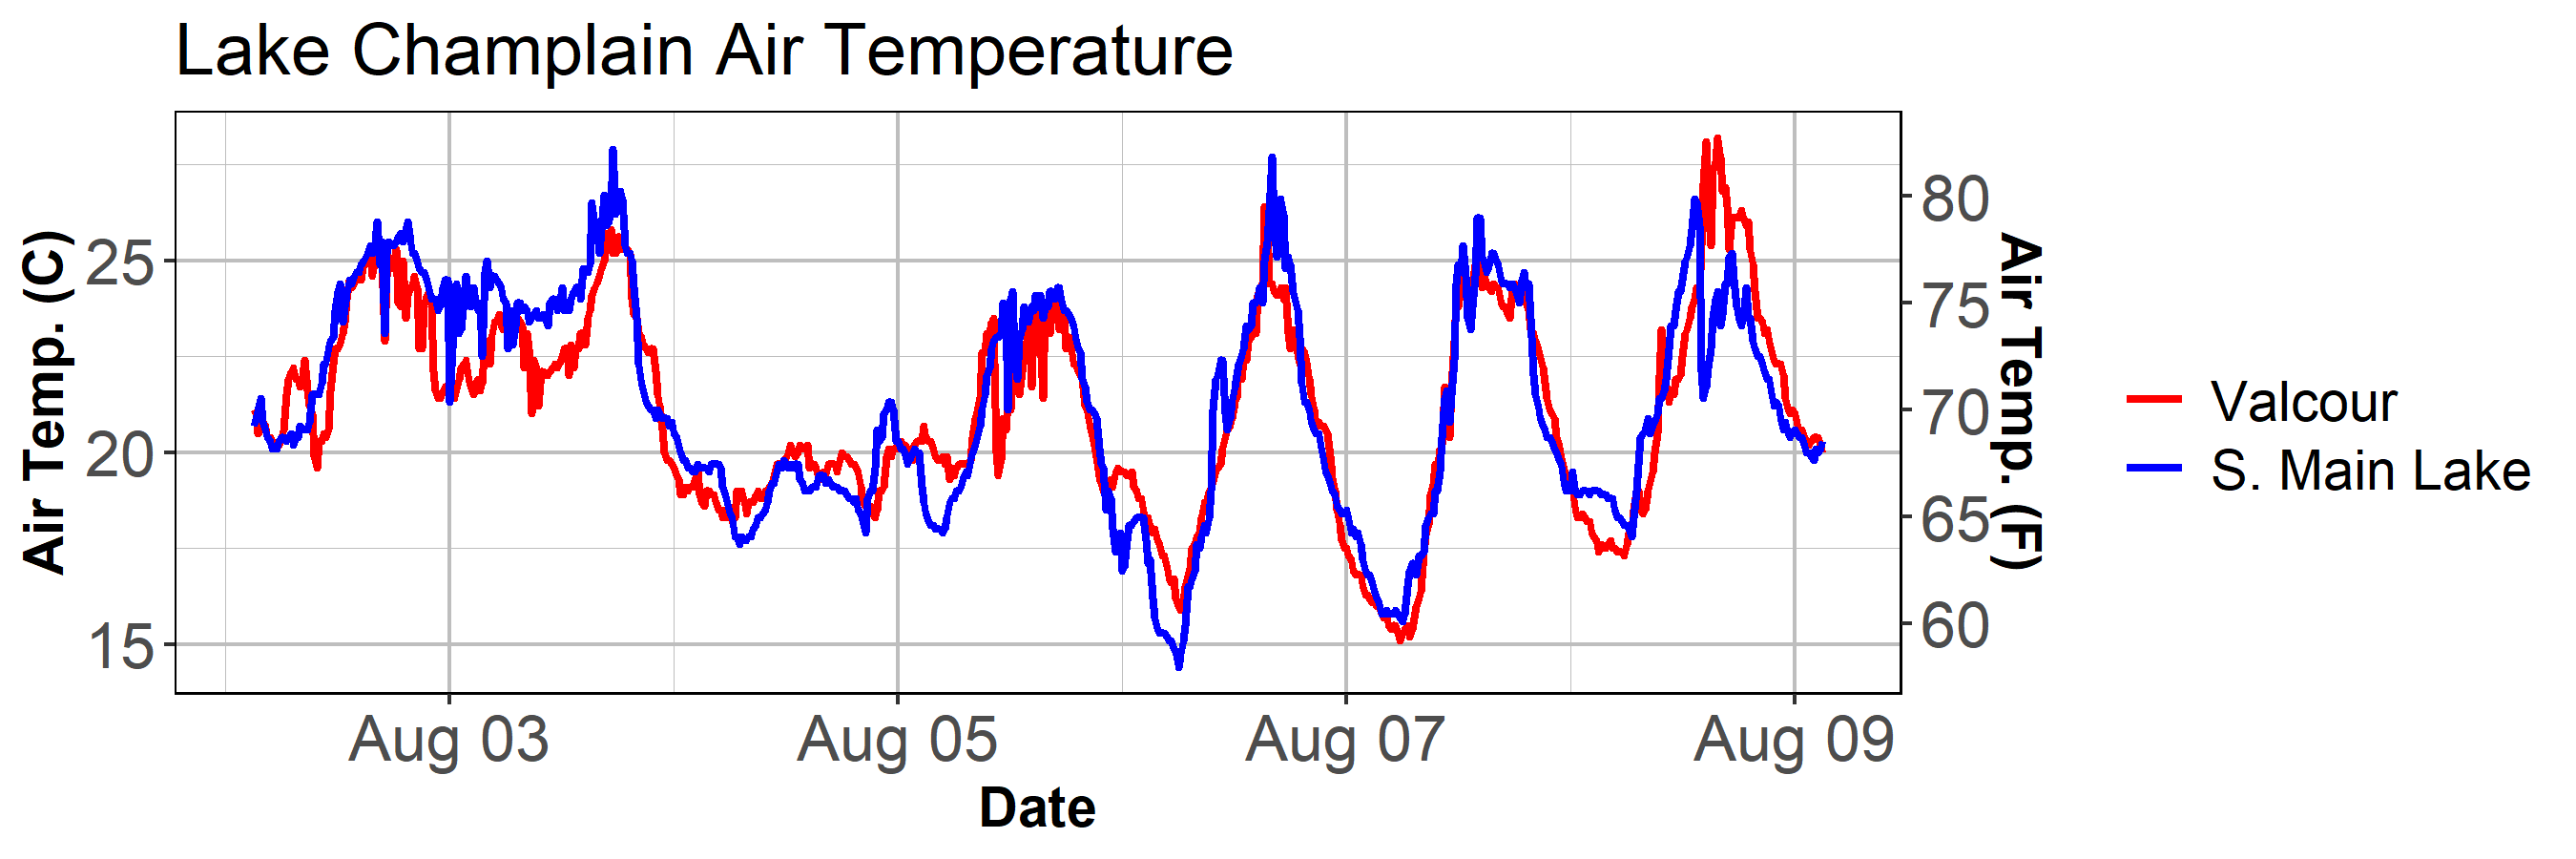 Lake Champlain Air Temperature
Air Temp. (C)
25
20
15
80
75
70
65
60
Air Temp. (F)
Aug 03
Aug 05
Aug 07
Aug 09
Date
Valcour
S. Main Lake